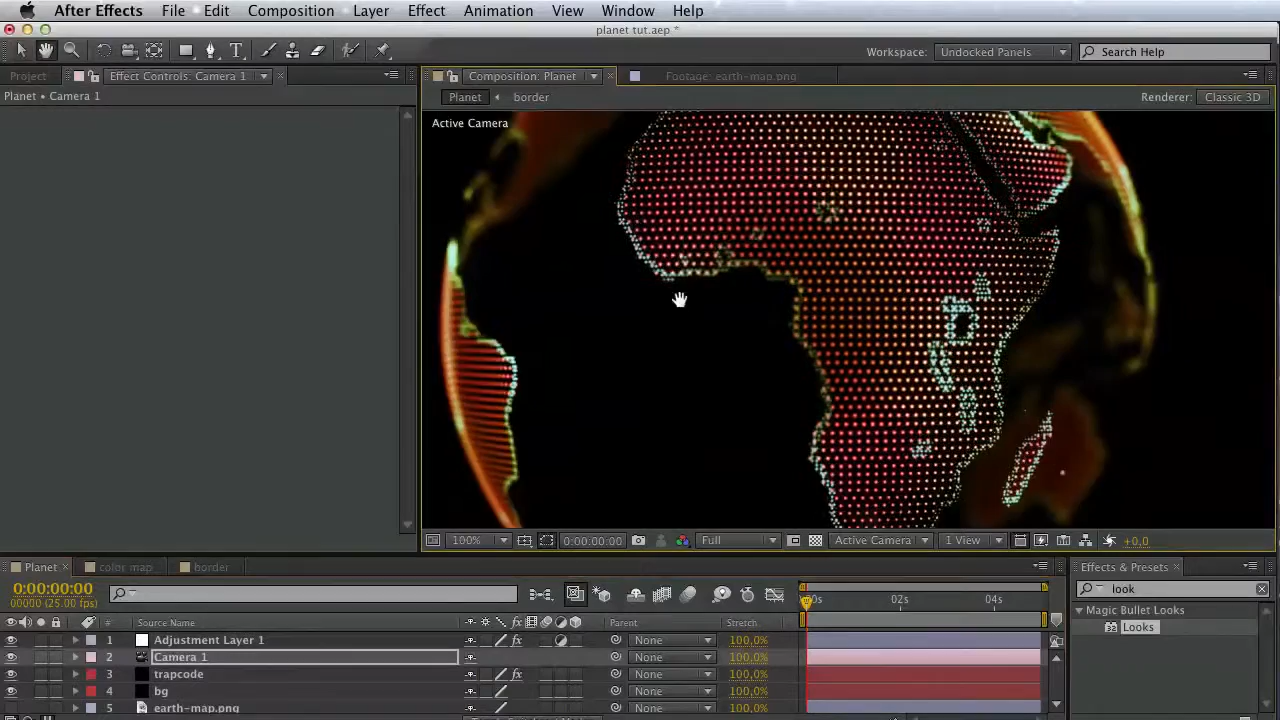 After Effects File Edit Composition Layer Effect Animation View Window Help
planet tut.aep *
Workspace: Undocked Panels Search Help
Project Effect Controls: Camera 1 Composition: Planet Footage: earth-map.png
Planet • Camera 1 Planet border Renderer: Classic 3D
Active Camera
100% 0:00:00:00 Full Active Camera 1 View +0,0
Planet color map border Effects & Presets
0:00:00:00 look
00000 (25.00 fps) 0s 02s 04s Magic Bullet Looks
# Source Name Parent Stretch Looks
1 Adjustment Layer 1 fx None 100,0%
2 Camera 1 None 100,0%
3 trapcode fx None 100,0%
4 bg None 100,0%
5 earth-map.png None 100,0%